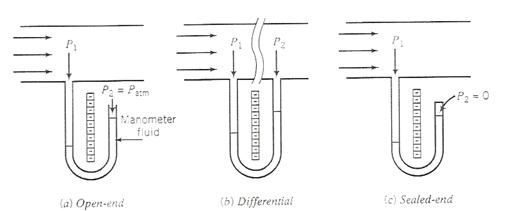 P₁
P₂ = Patm
Manometer
fluid
(a) Open-end
P₁
P₂
(b) Differential
P₁
P₂ = 0
(c) Sealed-end